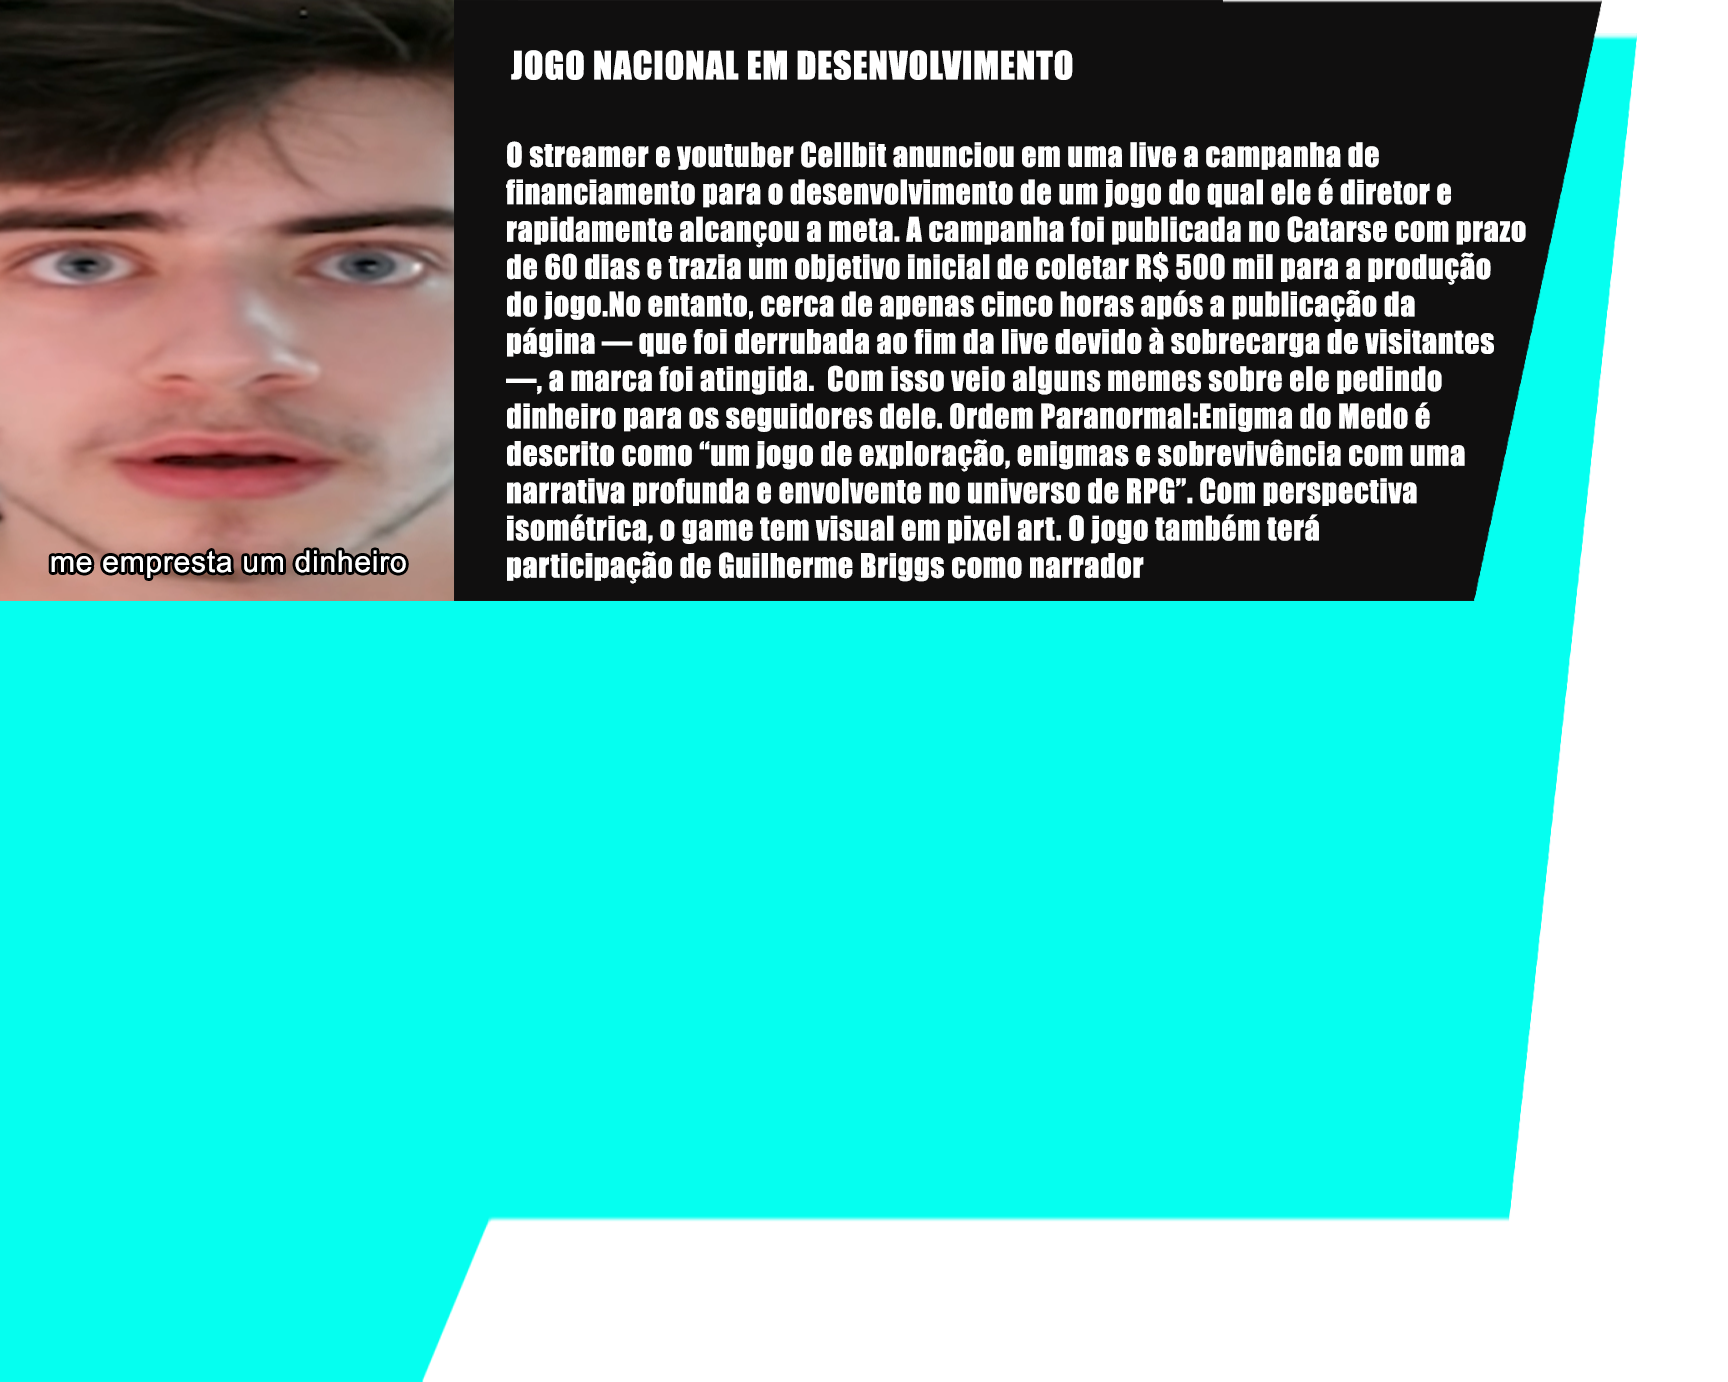 JOGO NACIONAL EM DESENVOLVIMENTO
O streamer e youtuber Cellbit anunciou em uma live a campanha de
financiamento para o desenvolvimento de um jogo do qual ele é diretor e
rapidamente alcançou a meta. A campanha foi publicada no Catarse com prazo
de 60 dias e trazia um objetivo inicial de coletar R$ 500 mil para a produção
do jogo.No entanto, cerca de apenas cinco horas após a publicação da
página — que foi derrubada ao fim da live devido à sobrecarga de visitantes
—, a marca foi atingida.  Com isso veio alguns memes sobre ele pedindo
dinheiro para os seguidores dele. Ordem Paranormal:Enigma do Medo é
descrito como “um jogo de exploração, enigmas e sobrevivência com uma
narrativa profunda e envolvente no universo de RPG”. Com perspectiva
isométrica, o game tem visual em pixel art. O jogo também terá
participação de Guilherme Briggs como narrador
me empresta um dinheiro